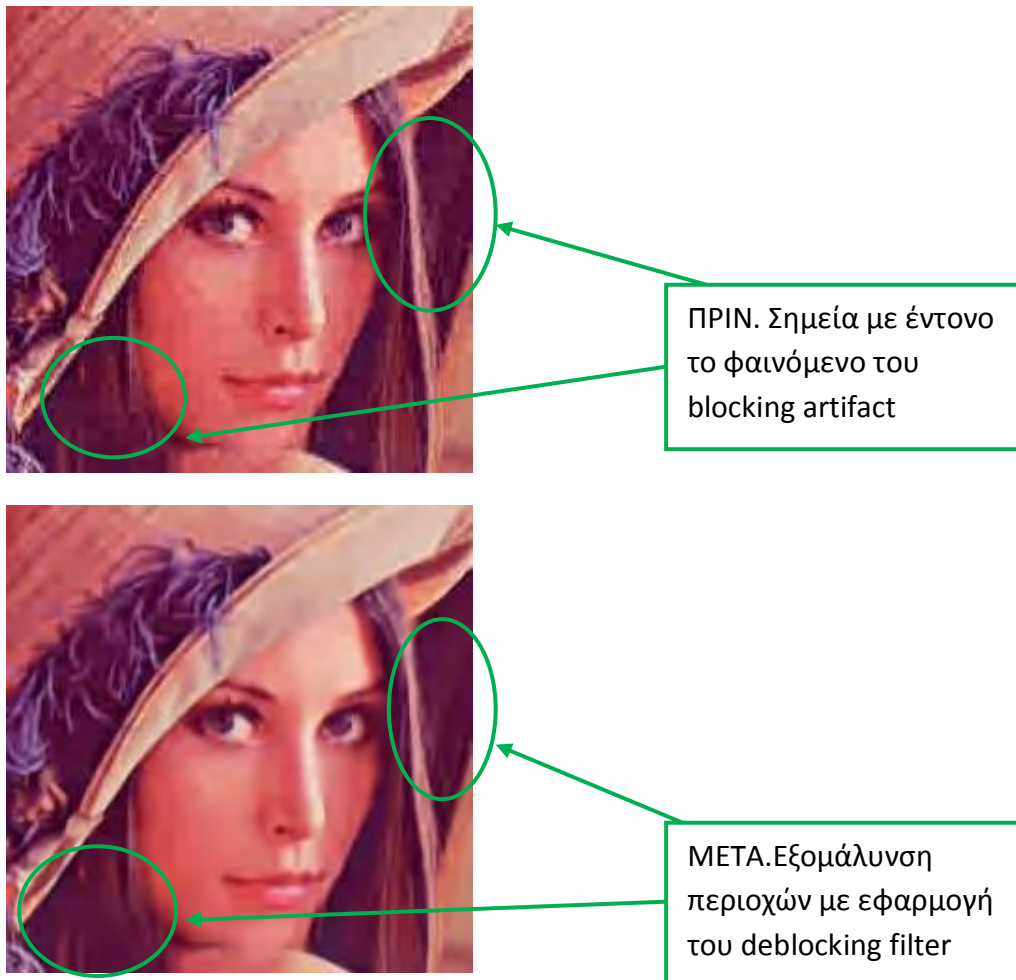 ΠΡΙΝ. Σημεία με έντονο
το φαινόμενο του
blocking artifact
ΜΕΤΑ.Εξομάλυνση
περιοχών με εφαρμογή
του deblocking filter